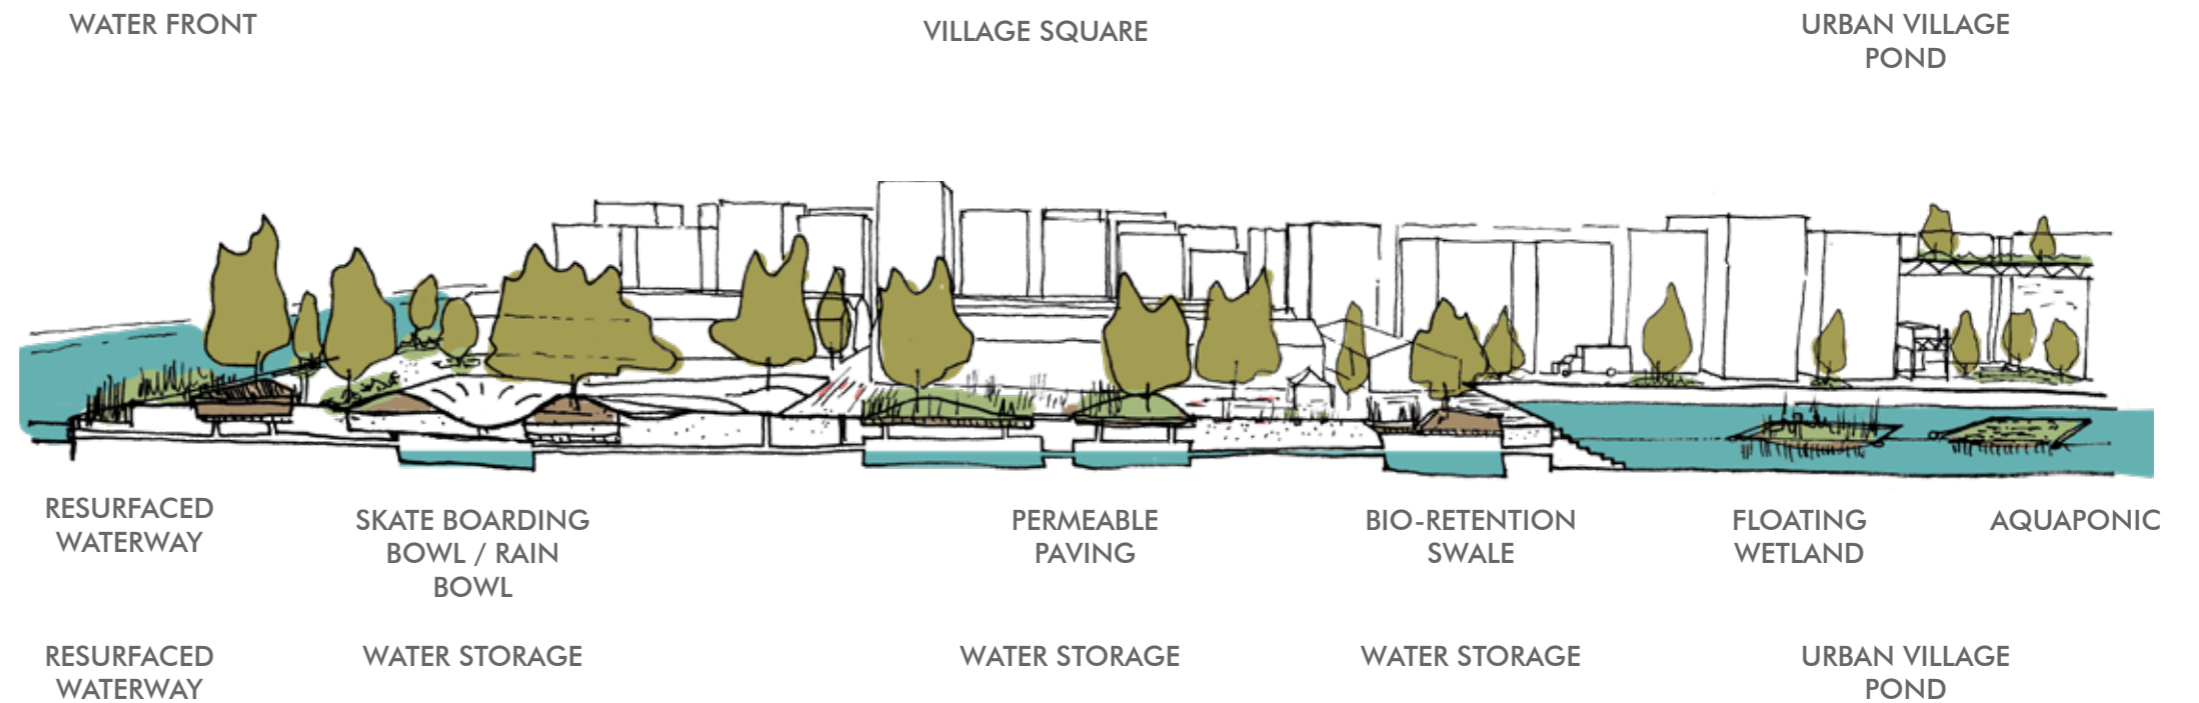 WATER FRONT
VILLAGE SQUARE
URBAN VILLAGE
POND
RESURFACED
WATERWAY
SKATE BOARDING
BOWL / RAIN
BOWL
PERMEABLE
PAVING
BIO-RETENTION
SWALE
FLOATING
WETLAND
AQUAPONIC
RESURFACED
WATERWAY
WATER STORAGE
WATER STORAGE
WATER STORAGE
URBAN VILLAGE
POND